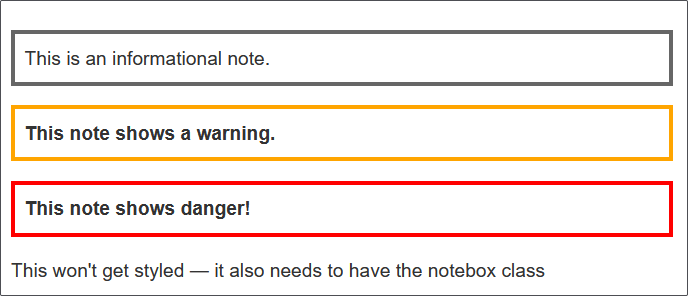 This is an informational note.
This note shows a warning.
This note shows danger!
This won't get styled — it also needs to have the notebox class